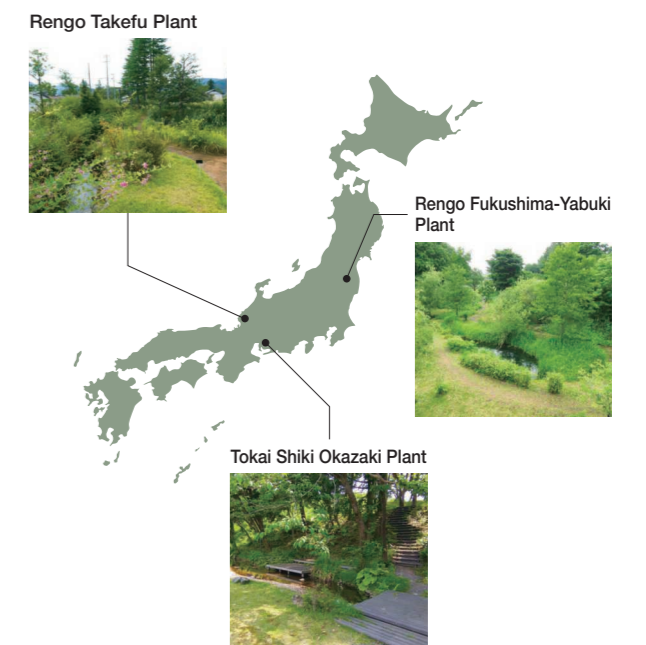 Rengo Takefu Plant
Rengo Fukushima-Yabuki
Plant
Tokai Shiki Okazaki Plant